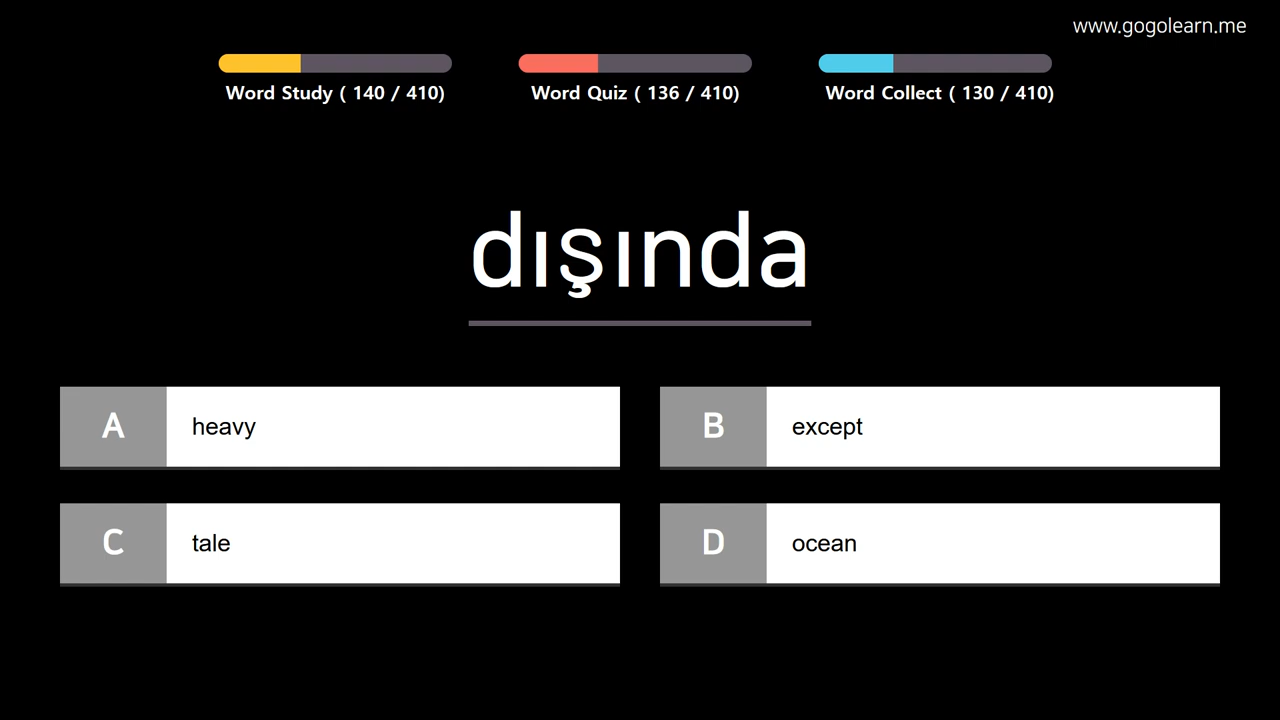 www.gogolearn.me
Word Study ( 140 / 410)
Word Quiz ( 136 / 410)
Word Collect ( 130 / 410)
dışında
A heavy
B except
C tale
D ocean